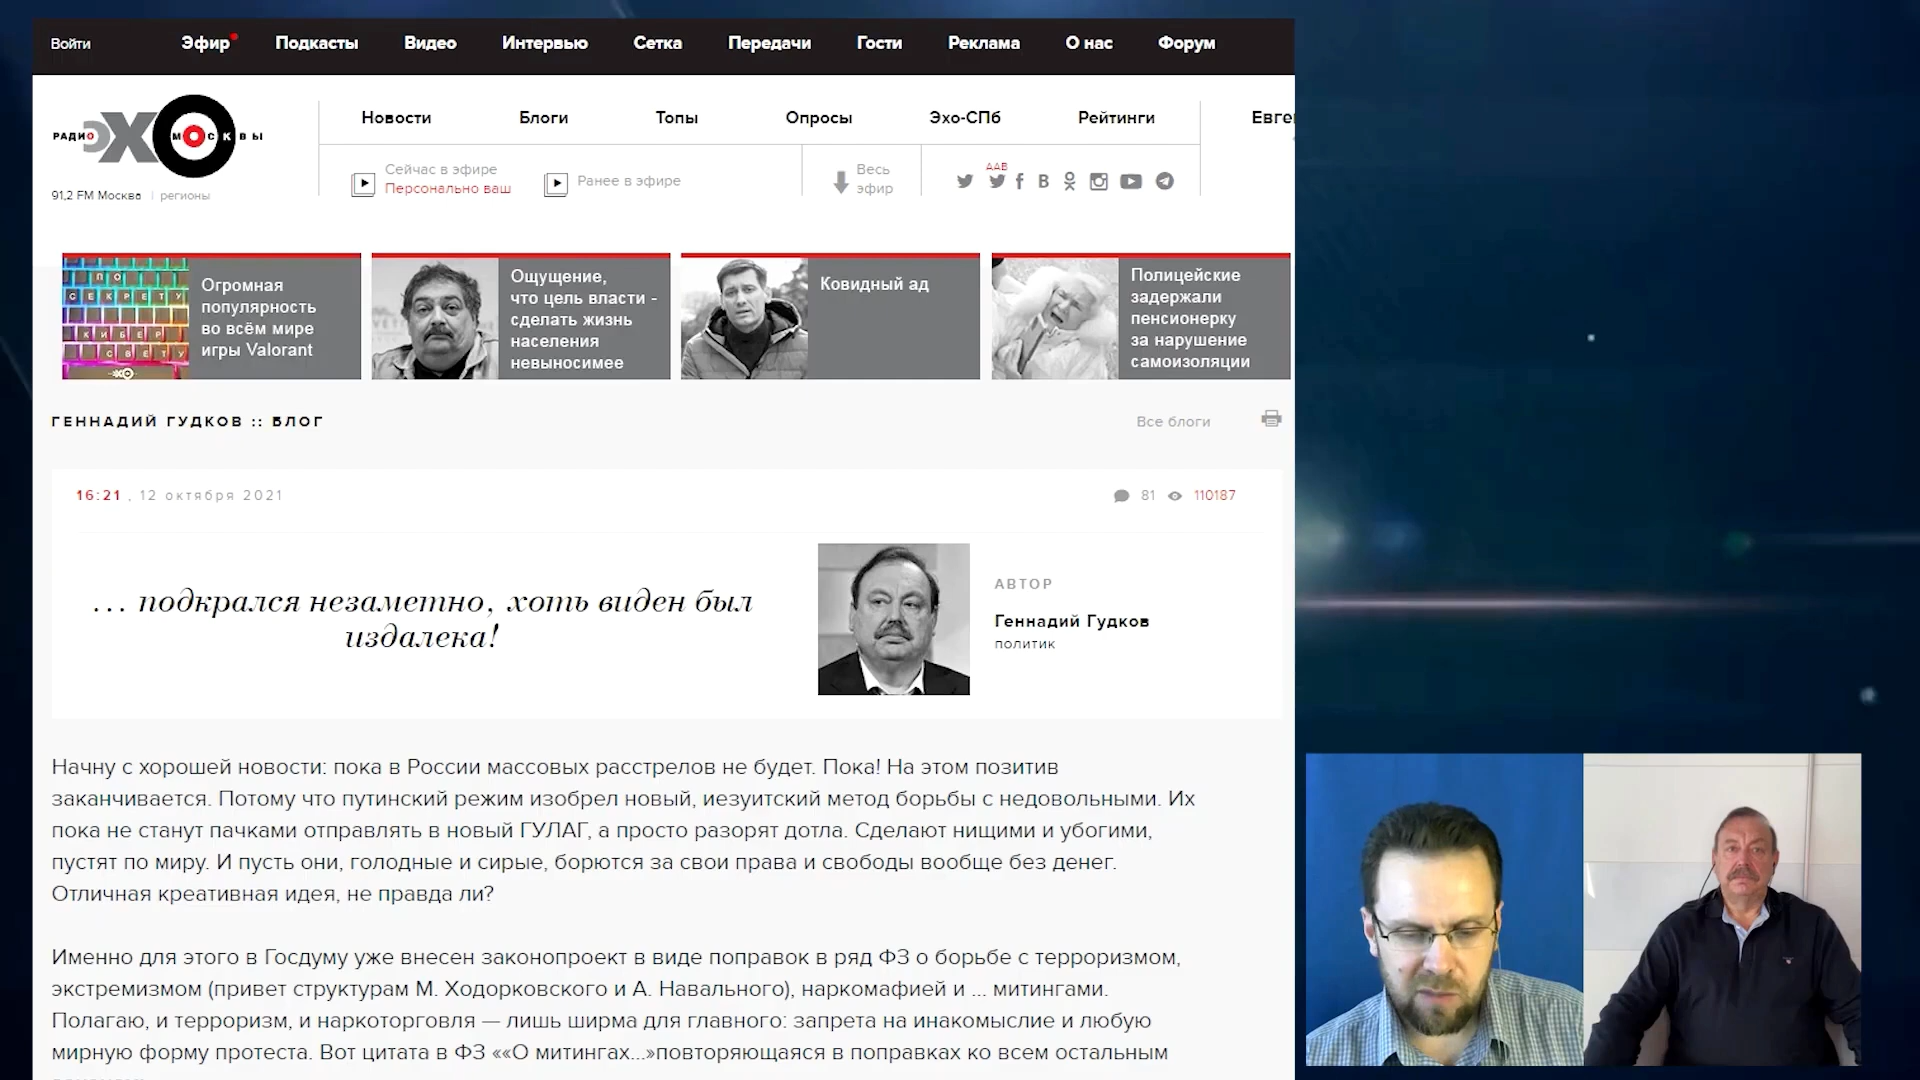 Войти
Эфир
Подкасты
Видео
Интервью
Сетка
Передачи
Гости
Реклама
О нас
Форум
РАДИО ЭХО МОСКВЫ
91,2 FM Москва | регионы
Новости
Блоги
Топы
Опросы
Эхо-СПб
Рейтинги
Евге
Сейчас в эфире
Персонально ваш
Ранее в эфире
Весь
эфир
ААВ
ПО
СЕКРЕТУ
КИБЕР
СВЕТУ
Огромная
популярность
во всём мире
игры Valorant
Ощущение,
что цель власти -
сделать жизнь
населения
невыносимее
Ковидный ад
Полицейские
задержали
пенсионерку
за нарушение
самоизоляции
ГЕННАДИЙ ГУДКОВ :: БЛОГ
Все блоги
16:21 , 12 октября 2021
81
110187
... подкрался незаметно, хоть виден был
издалека!
АВТОР
Геннадий Гудков
политик
Начну с хорошей новости: пока в России массовых расстрелов не будет. Пока! На этом позитив
заканчивается. Потому что путинский режим изобрел новый, иезуитский метод борьбы с недовольными. Их
пока не станут пачками отправлять в новый ГУЛАГ, а просто разорят дотла. Сделают нищими и убогими,
пустят по миру. И пусть они, голодные и сирые, борются за свои права и свободы вообще без денег.
Отличная креативная идея, не правда ли?
Именно для этого в Госдуму уже внесен законопроект в виде поправок в ряд ФЗ о борьбе с терроризмом,
экстремизмом (привет структурам М. Ходорковского и А. Навального), наркомафией и ... митингами.
Полагаю, и терроризм, и наркоторговля — лишь ширма для главного: запрета на инакомыслие и любую
мирную форму протеста. Вот цитата в ФЗ ««О митингах...»повторяющаяся в поправках ко всем остальным